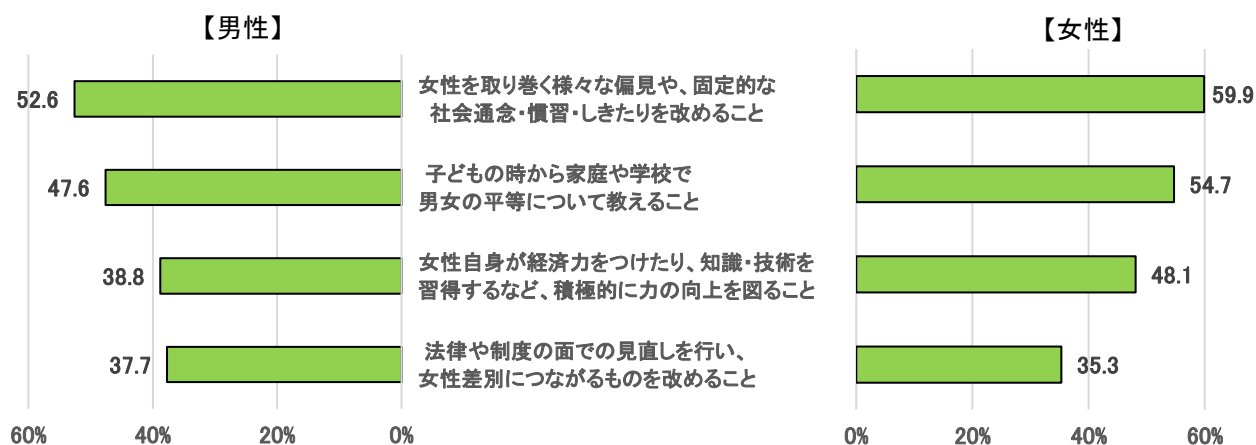 【男性】
【女性】
52.6
女性を取り巻く様々な偏見や、固定的な
社会通念・慣習・しきたりを改めること
59.9
47.6
子どもの時から家庭や学校で
男女の平等について教えること
54.7
38.8
女性自身が経済力をつけたり、知識・技術を
習得するなど、積極的に力の向上を図ること
48.1
37.7
法律や制度の面での見直しを行い、
女性差別につながるものを改めること
35.3
60% 40% 20% 0%
0% 20% 40% 60%